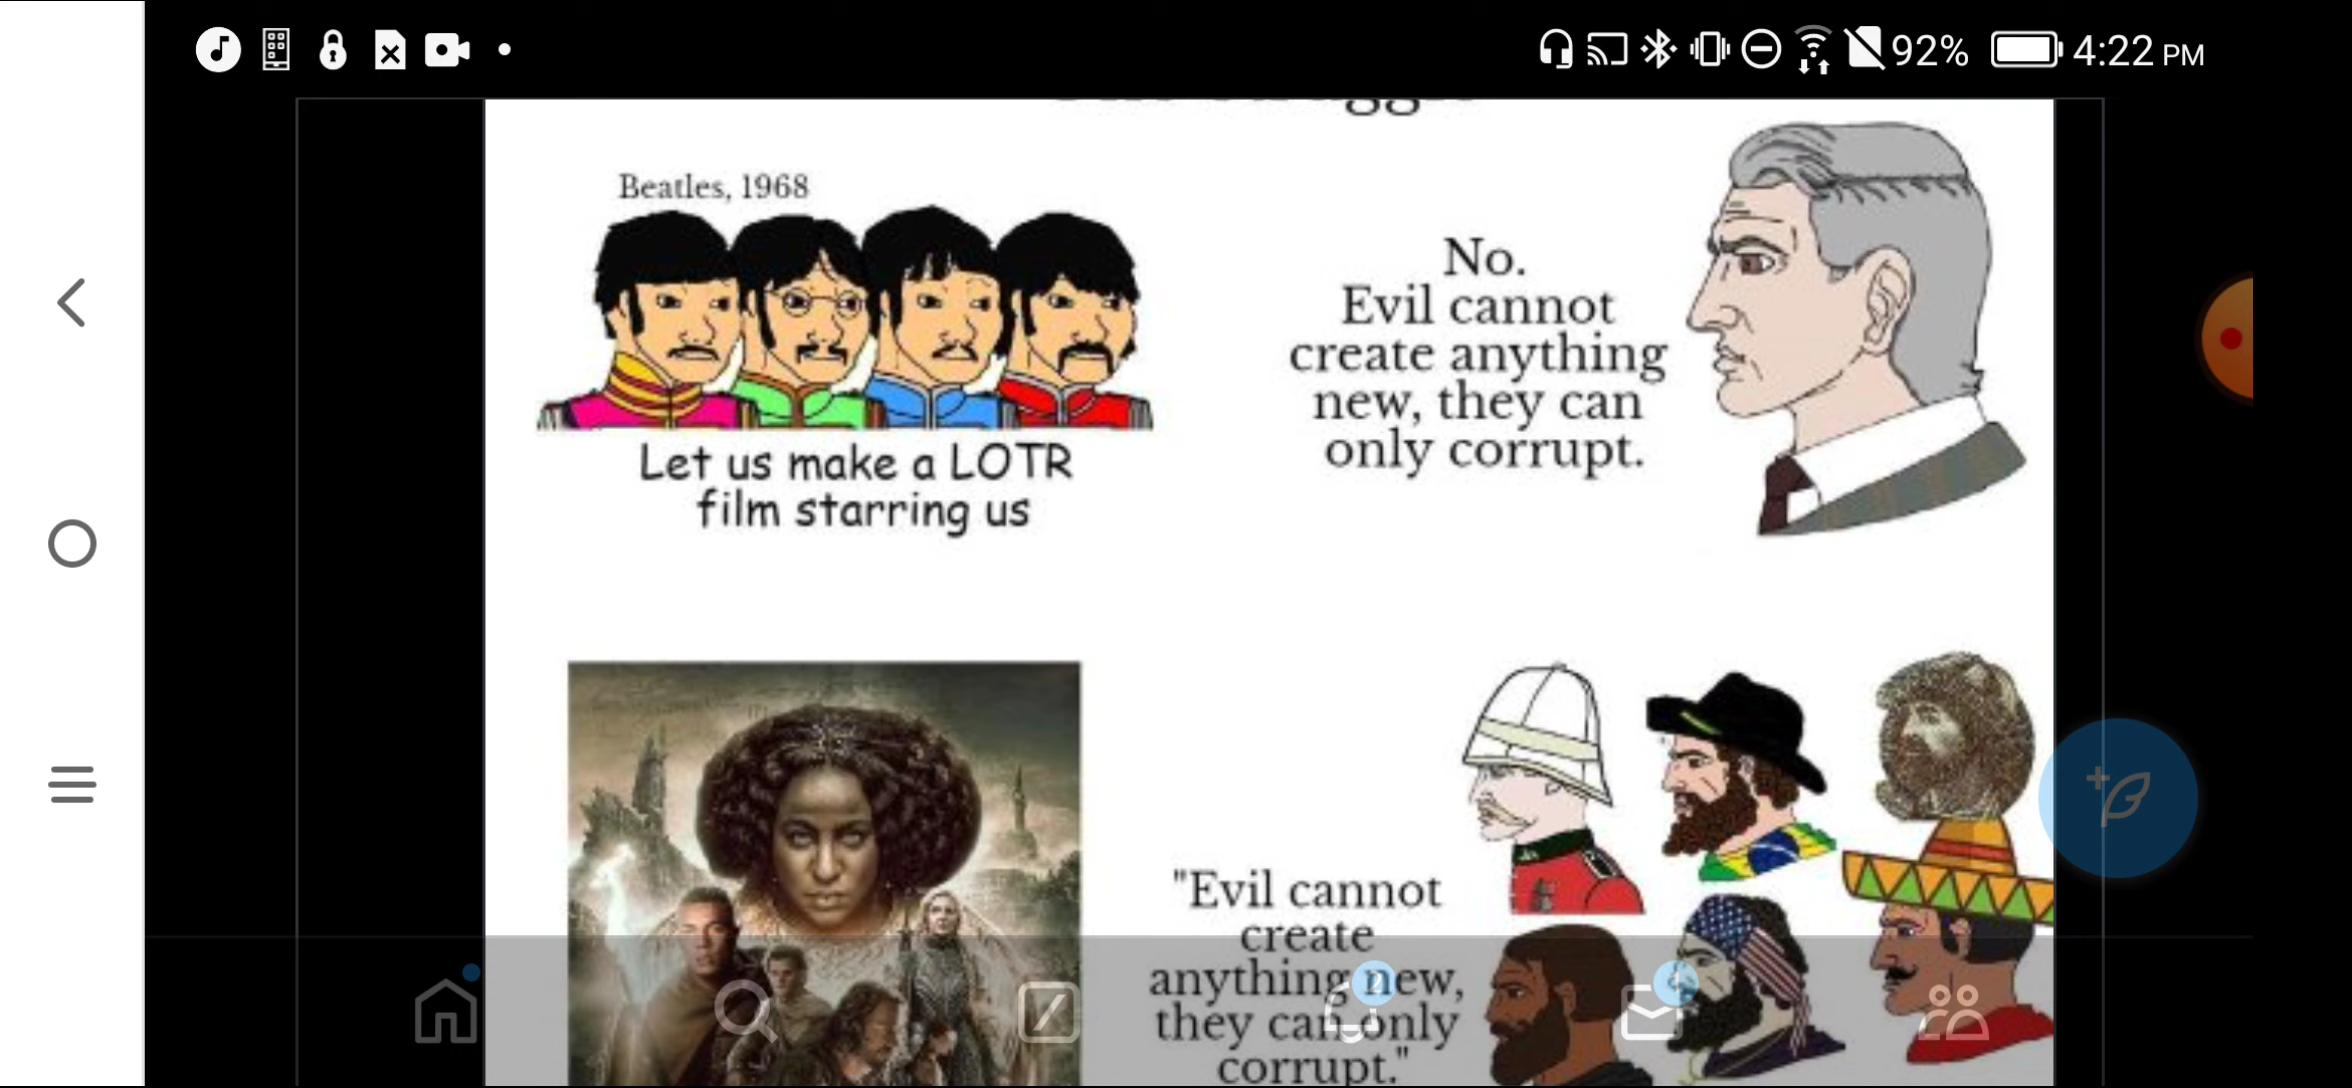 92% 4:22 PM
Beatles, 1968
Let us make a LOTR
film starring us
No.
Evil cannot
create anything
new, they can
only corrupt.
"Evil cannot
create
anything new,
they can only
corrupt."
2